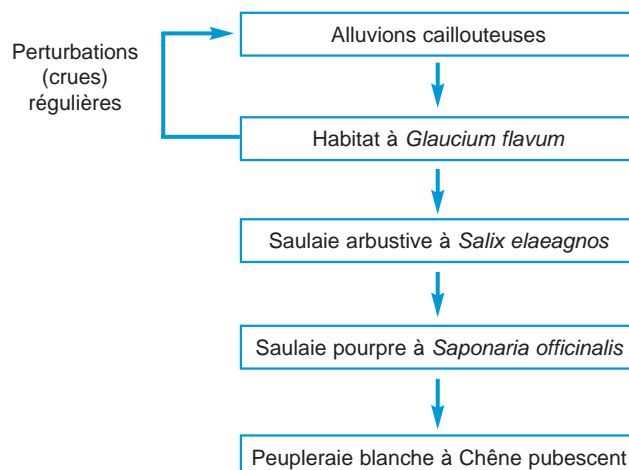 Alluvions caillouteuses
Perturbations
(crues)
régulières
Habitat à Glaucium flavum
Saulaie arbustive à Salix elaeagnos
Saulaie pourpre à Saponaria officinalis
Peupleraie blanche à Chêne pubescent